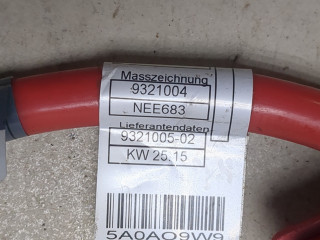 Masszeichnung
9321004
NEE683
Lieferantendaten
9321005-02
KW 25.15
5A0A09W9